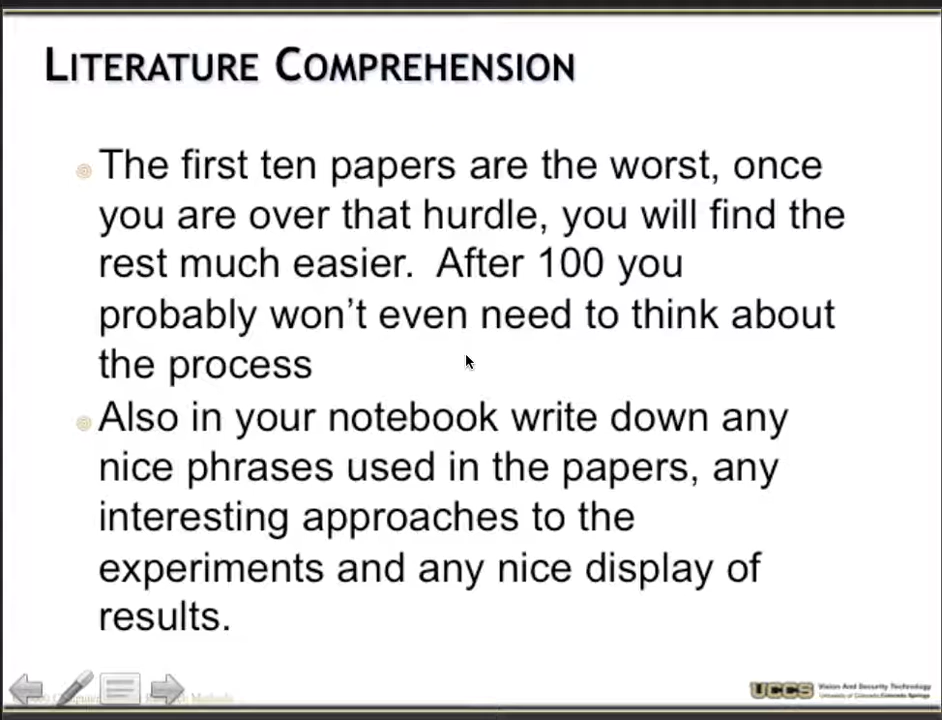 LITERATURE COMPREHENSION
The first ten papers are the worst, once
you are over that hurdle, you will find the
rest much easier.  After 100 you
probably won’t even need to think about
the process
Also in your notebook write down any
nice phrases used in the papers, any
interesting approaches to the
experiments and any nice display of
results.
Research Methods
UCCS
Vision And Security Technology
University of Colorado Colorado Springs